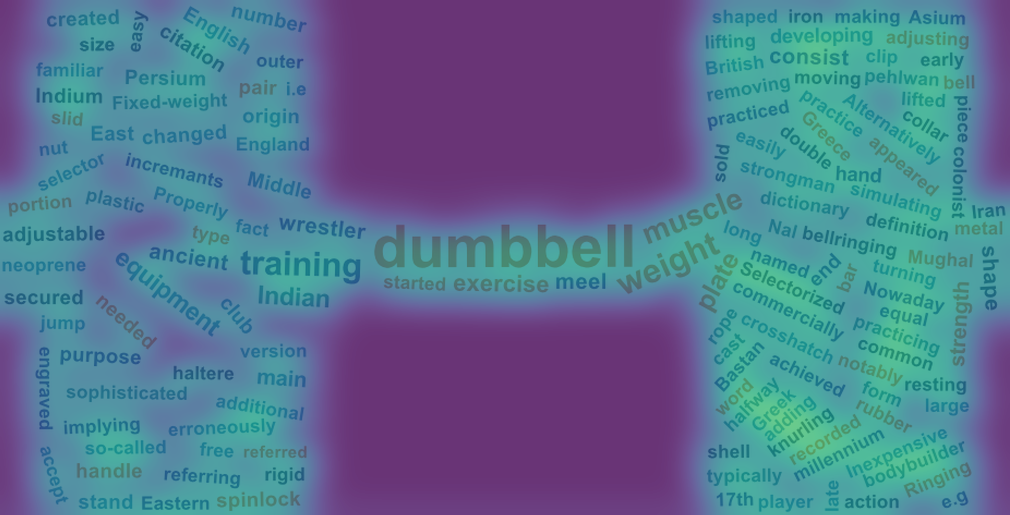 created
easy
English
number
size
citation
outer
familiar
Persium
pair
i.e
Indium
Fixed-weight
slid
origin
East
changed
England
nut
selector
incremants
Middle
portion
plastic
Properly
adjustable
type
fact
wrestler
neoprene
ancient
training
equipment
Indian
secured
needed
club
jump
engraved
purpose
version
haltere
main
sophisticated
additional
implying
erroneously
so-called
free
referred
accept
handle
referring
rigid
stand
Eastern
spinlock
dumbbell
started
exercise
meel
muscle
weight
shaped
iron
making
Asium
lifting
developing
adjusting
British
consist
clip
early
removing
moving
pehlwan
bell
practiced
practice
Alternatively
lifted
piece
collar
Greece
appeared
easily
double
hand
sold
strongman
simulating
colonist
dictionary
definition
Iran
metal
long
Nal
bellringing
Mughal
shape
plate
named
end
bar
turning
Selectorized
Nowaday
commercially
equal
strength
rope
crosshatch
practicing
common
cast
Bastan
achieved
notably
resting
word
halfway
form
large
Greek
adding
rubber
knurling
recorded
shell
millennium
Inexpensive
bodybuilder
typically
Ringing
17th
player
late
action
e.g